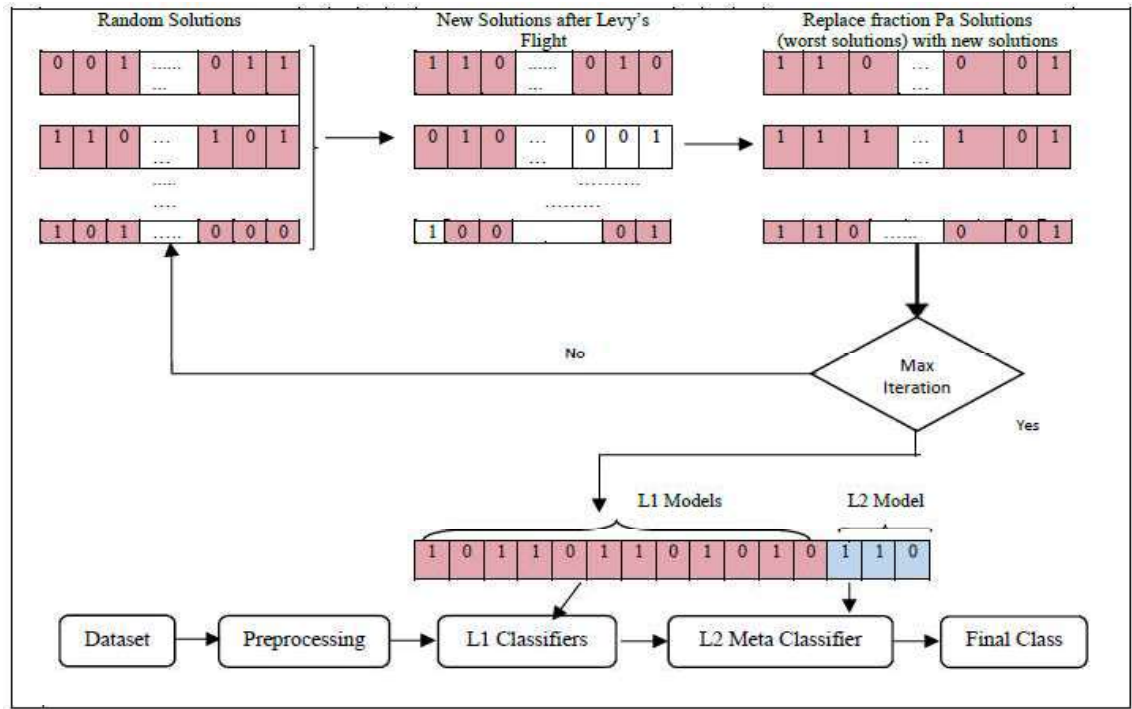 Random Solutions
New Solutions after Levy's
Flight
Replace fraction Pa Solutions
(worst solutions) with new solutions
0 0 1 ...... 0 1 1
...
1 1 0 ...... 0 1 0
...
1 1 0 ... 0 0 1
...
1 1 0 ... 1 0 1
...
0 1 0 ... 0 0 1
...
1 1 1 ... 1 0 1
...
.....
....
..........
.........
1 0 1 ..... 0 0 0
1 0 0 . 0 1
1 1 0 ...... 0 0 1
No
Max
Iteration
Yes
L1 Models
L2 Model
1 0 1 1 0 1 1 0 1 0 1 0 1 1 0
Dataset
Preprocessing
L1 Classifiers
L2 Meta Classifier
Final Class